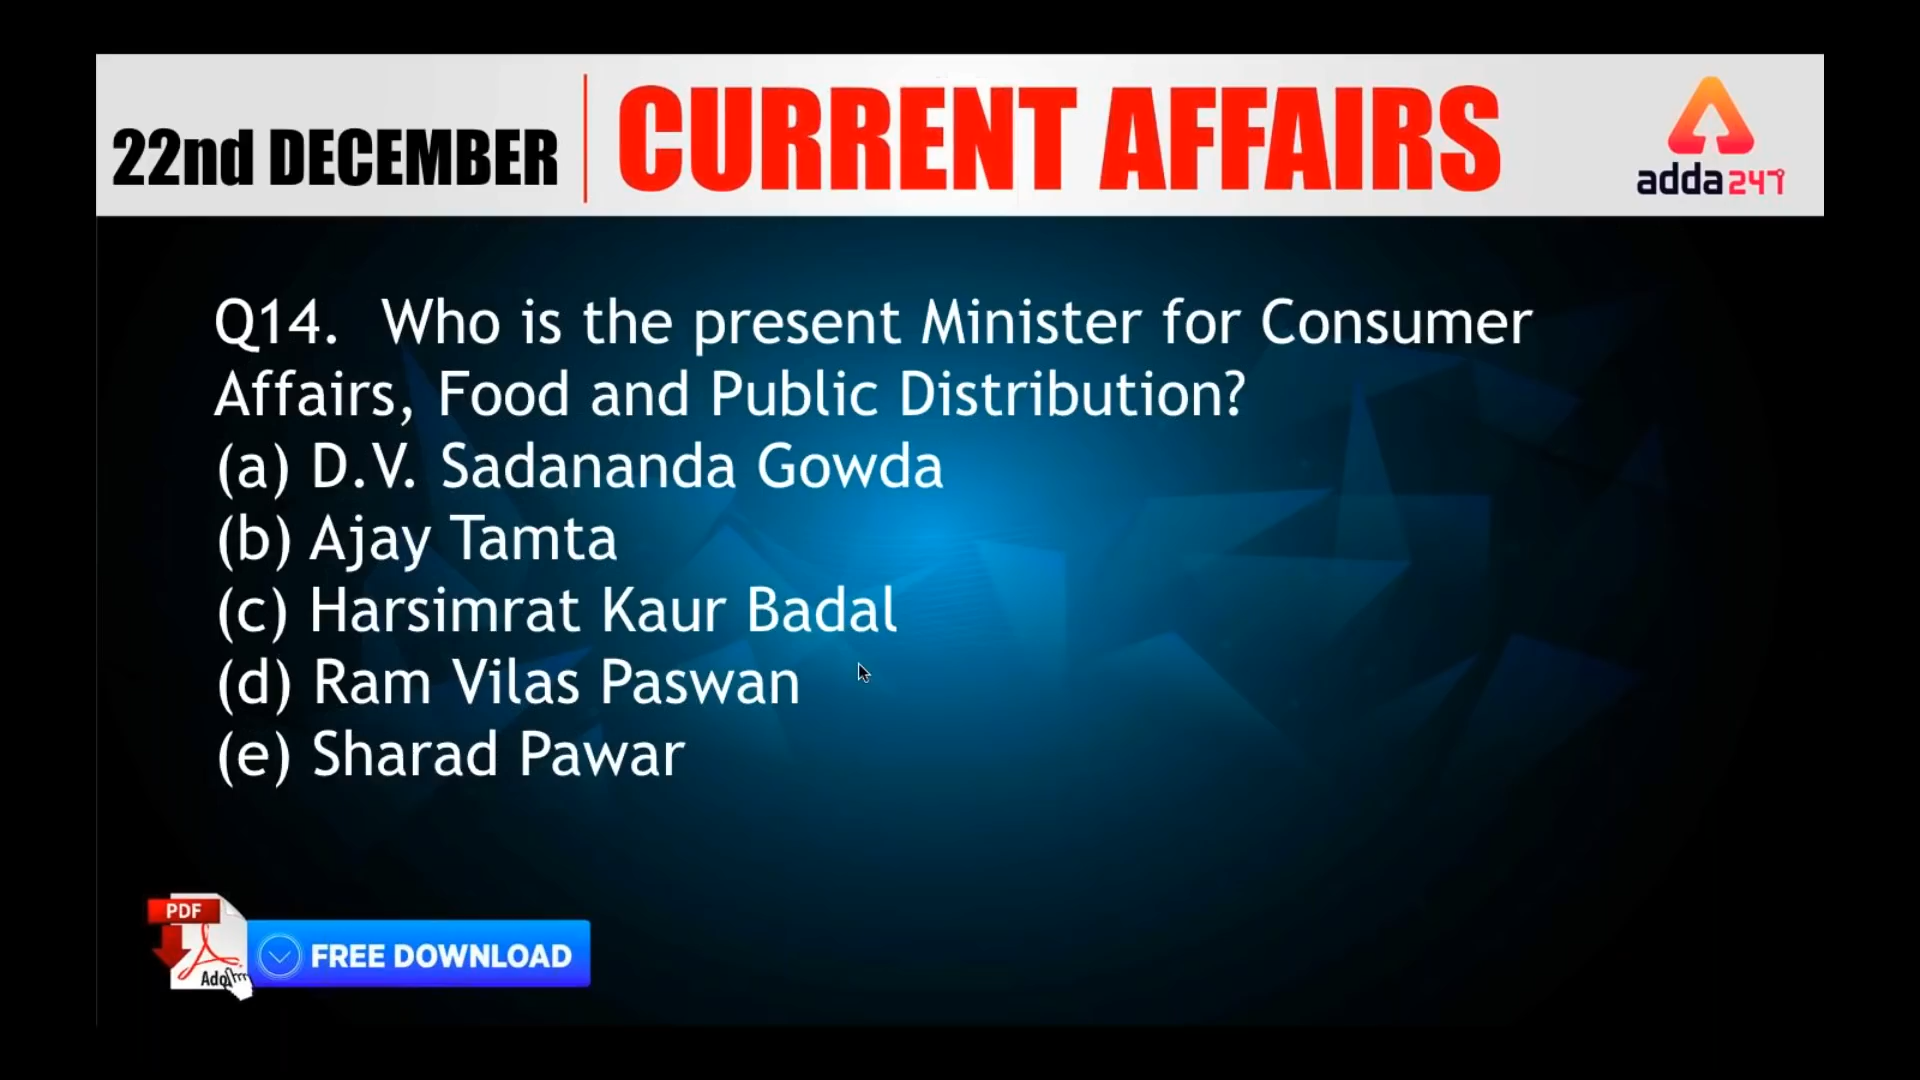 22nd DECEMBER
CURRENT AFFAIRS
adda247
Q14. Who is the present Minister for Consumer
Affairs, Food and Public Distribution?
(a) D.V. Sadananda Gowda
(b) Ajay Tamta
(c) Harsimrat Kaur Badal
(d) Ram Vilas Paswan
(e) Sharad Pawar
PDF
FREE DOWNLOAD